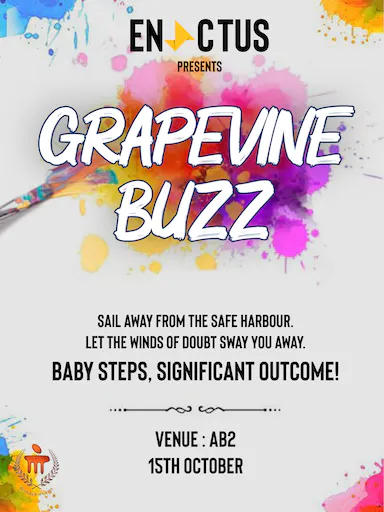 ENACTUS
PRESENTS
GRAPEVINE
BUZZ
SAIL AWAY FROM THE SAFE HARBOUR.
LET THE WINDS OF DOUBT SWAY YOU AWAY.
BABY STEPS, SIGNIFICANT OUTCOME!
VENUE : AB2
15TH OCTOBER